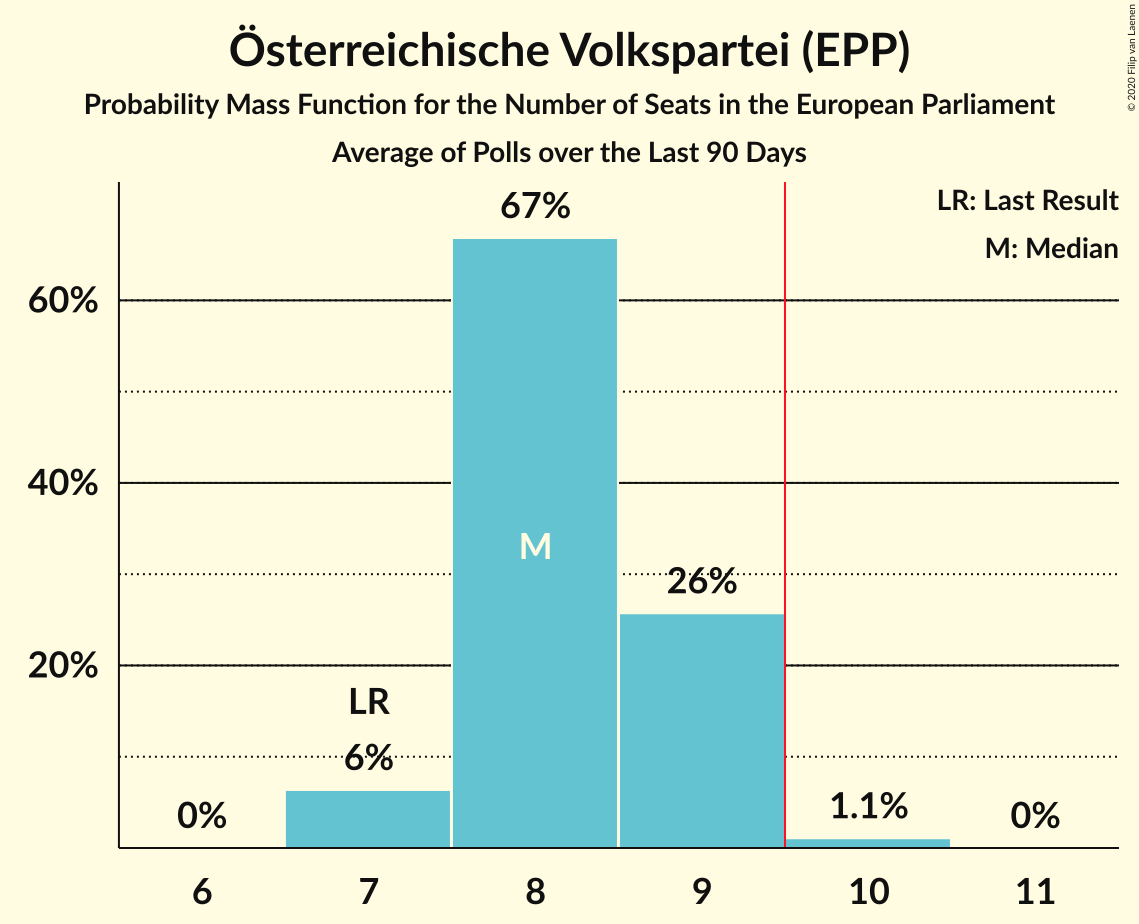 Österreichische Volkspartei (EPP)
Probability Mass Function for the Number of Seats in the European Parliament
Average of Polls over the Last 90 Days
© 2020 Filip van Laenen
LR: Last Result
M: Median
67%
60%
40%
M
26%
20%
LR
6%
0%
1.1%
0%
6 7 8 9 10 11